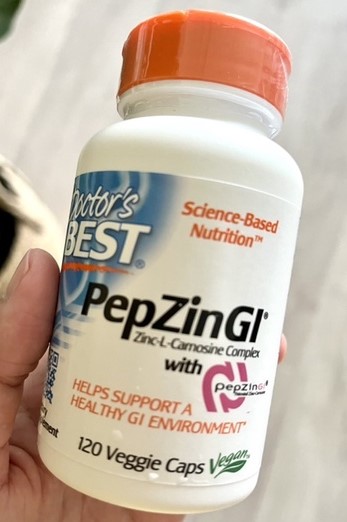 Doctor's
BEST®
Science-Based
Nutrition™
PepZinGI®
Zinc-L-Carnosine Complex
with
PepZinGI®
HELPS SUPPORT A
HEALTHY GI ENVIRONMENT*
120 Veggie Caps
Vegan